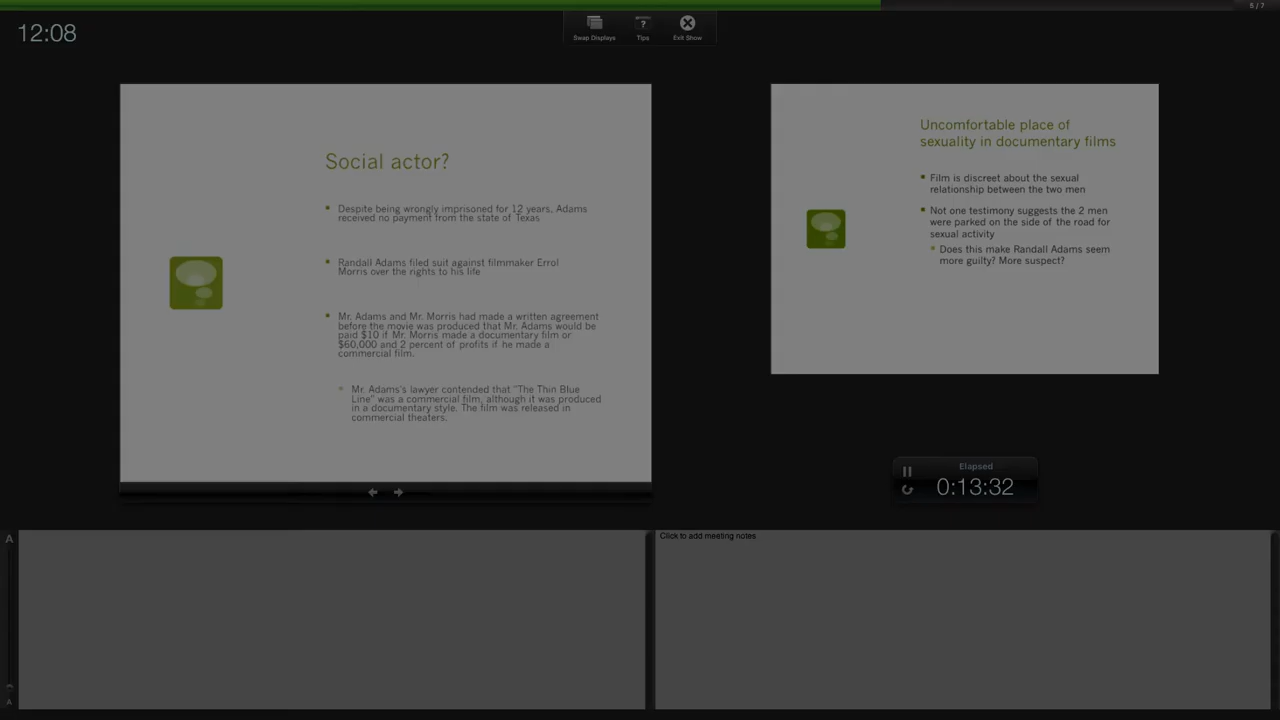 5 / 7
12:08
Swap Displays
Tips
Exit Show
Social actor?
Despite being wrongly imprisoned for 12 years, Adams
received no payment from the state of Texas
Randall Adams filed suit against filmmaker Errol
Morris over the rights to his life
Mr. Adams and Mr. Morris had made a written agreement
before the movie was produced that Mr. Adams would be
paid $10 if Mr. Morris made a documentary film or
$60,000 and 2 percent of profits if he made a
commercial film.
Mr. Adams's lawyer contended that "The Thin Blue
Line" was a commercial film, although it was produced
in a documentary style. The film was released in
commercial theaters.
Uncomfortable place of
sexuality in documentary films
Film is discreet about the sexual
relationship between the two men
Not one testimony suggests the 2 men
were parked on the side of the road for
sexual activity
Does this make Randall Adams seem
more guilty? More suspect?
Elapsed
0:13:32
A
A
Click to add meeting notes